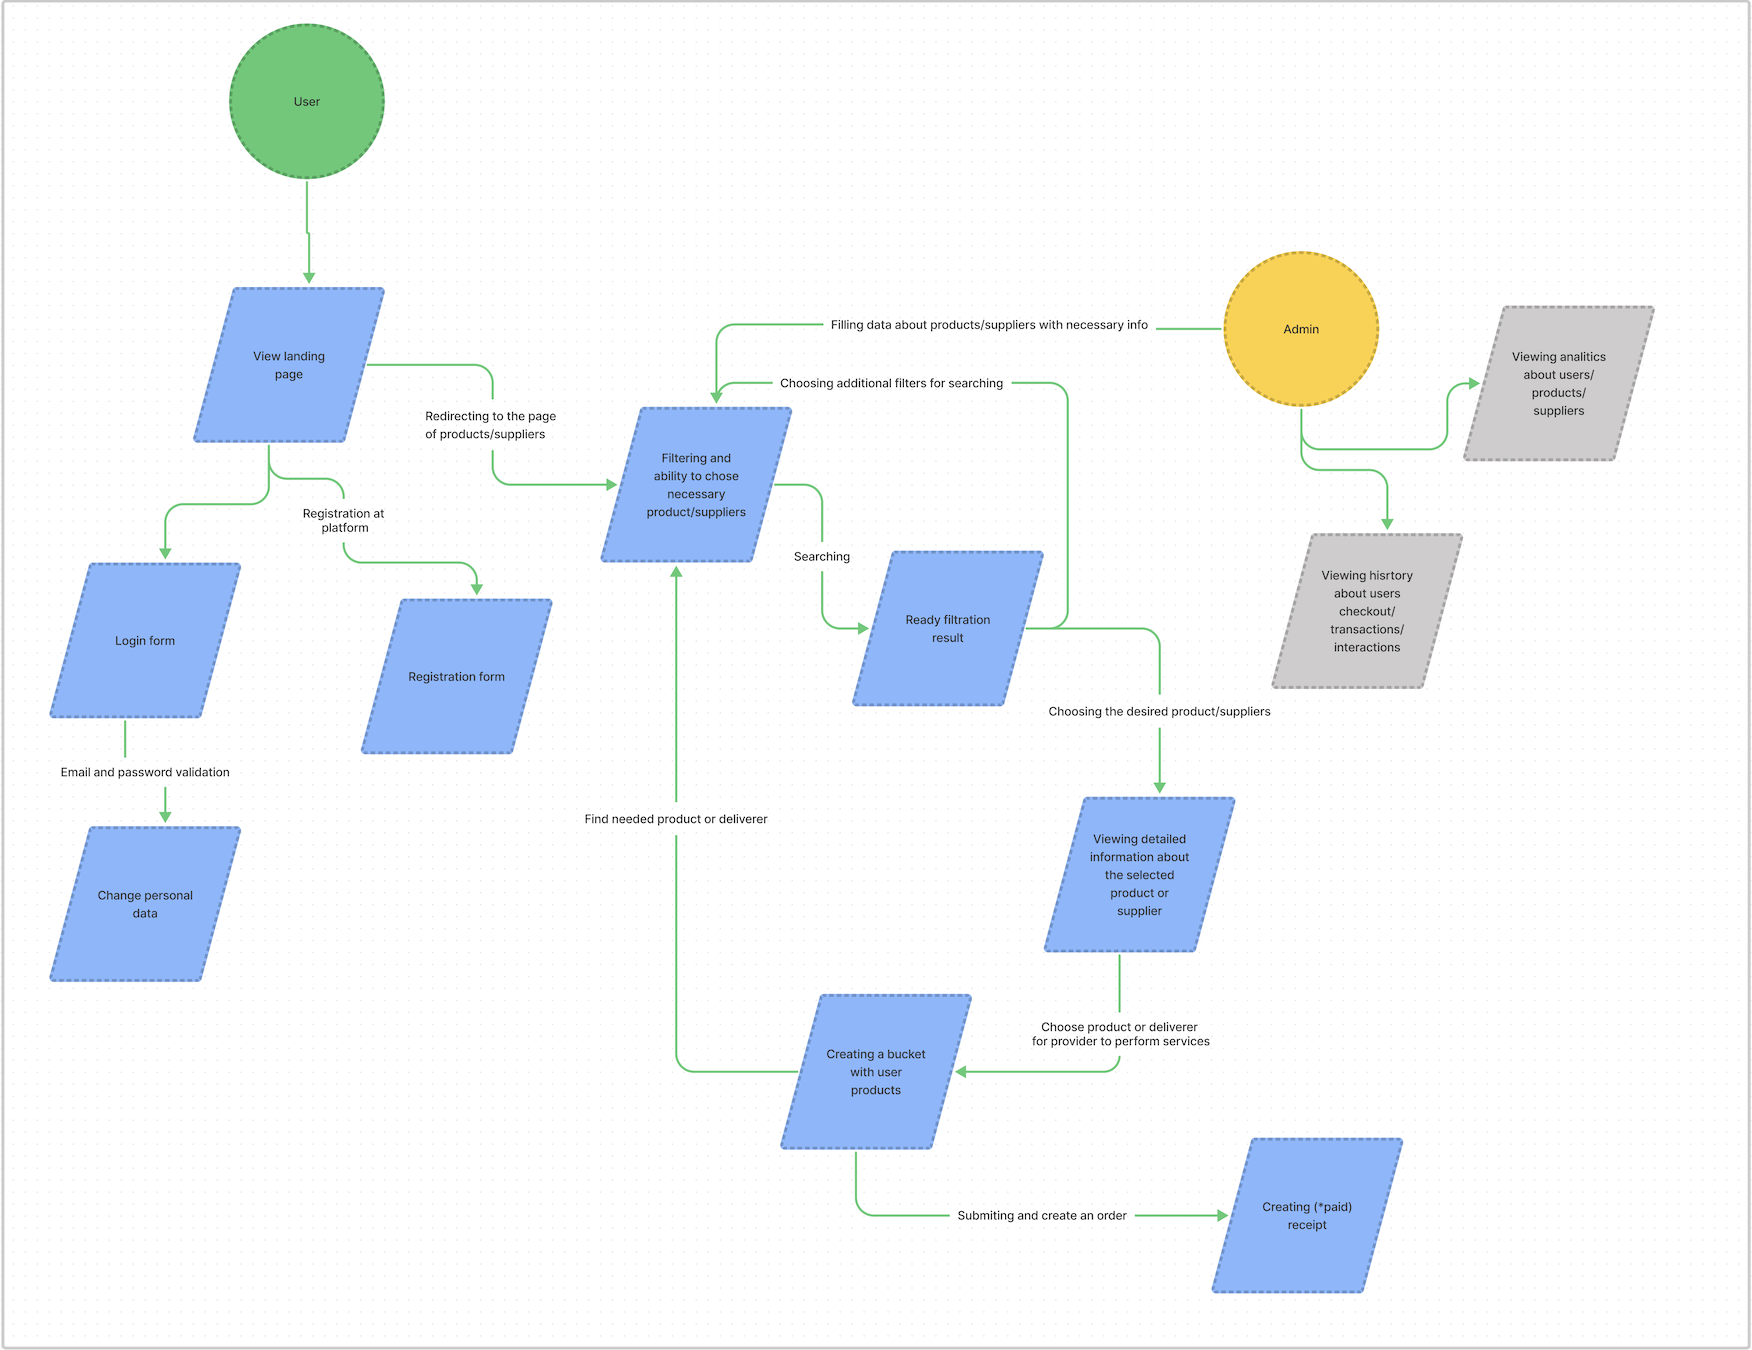 User
View landing
page
Redirecting to the page
of products/suppliers
Registration at
platform
Login form
Registration form
Email and password validation
Change personal
data
Filling data about products/suppliers with necessary info
Admin
Viewing analitics
about users/
products/
suppliers
Choosing additional filters for searching
Filtering and
ability to chose
necessary
product/suppliers
Searching
Ready filtration
result
Viewing hisrtory
about users
checkout/
transactions/
interactions
Choosing the desired product/suppliers
Find needed product or deliverer
Viewing detailed
information about
the selected
product or
supplier
Choose product or deliverer
for provider to perform services
Creating a bucket
with user
products
Submiting and create an order
Creating (*paid)
receipt